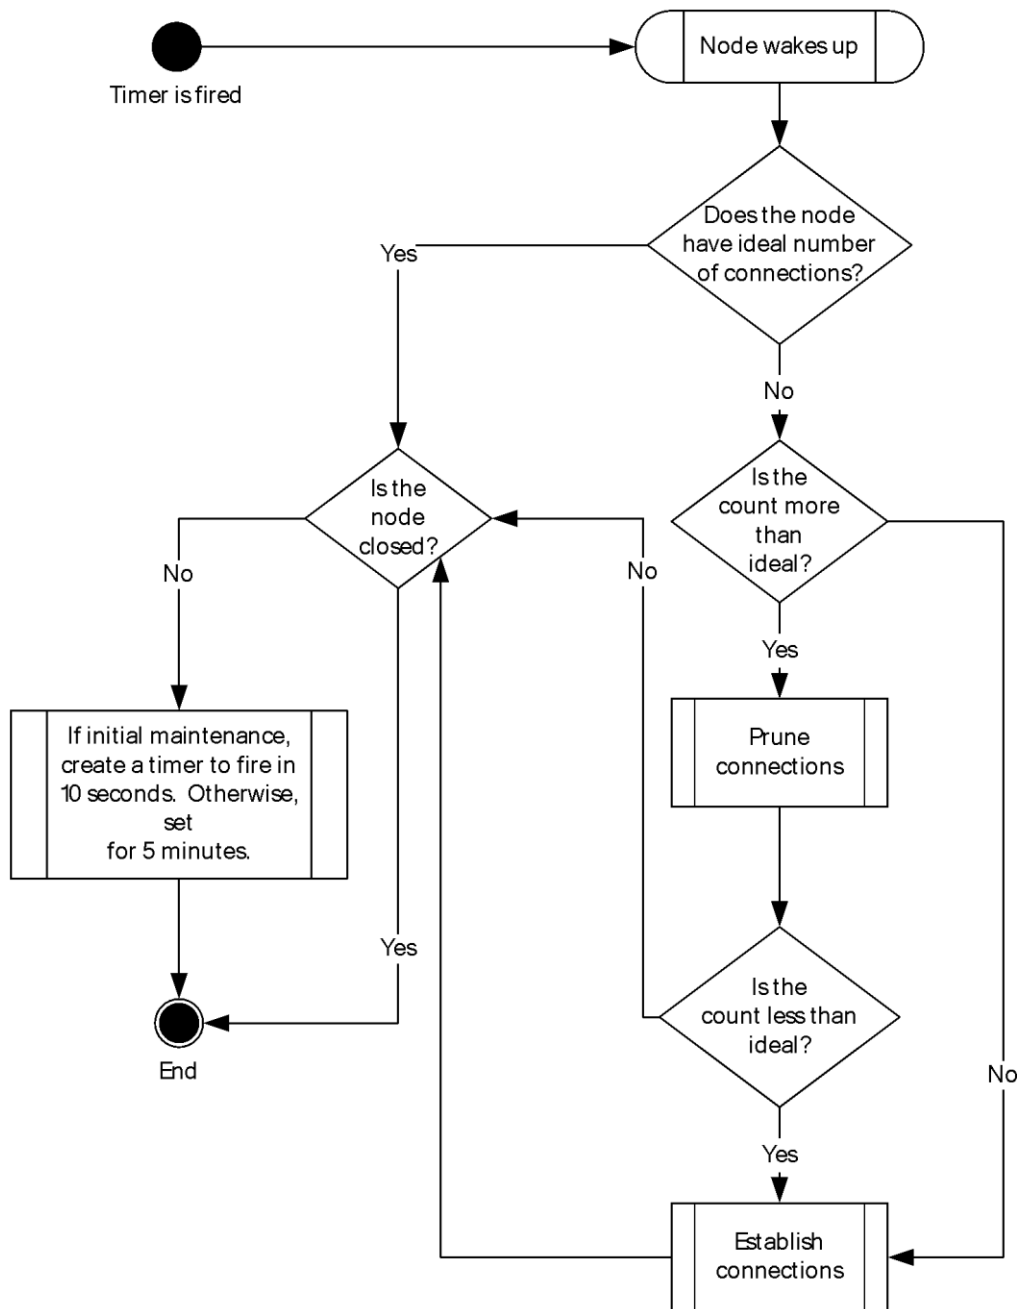 Timer is fired
Node wakes up
Does the node
have ideal number
of connections?
Yes
No
Is the
node
closed?
Is the
count more
than
ideal?
No
No
Yes
If initial maintenance,
create a timer to fire in
10 seconds. Otherwise,
set
for 5 minutes.
Prune
connections
Yes
Is the
count less than
ideal?
End
No
Yes
Establish
connections